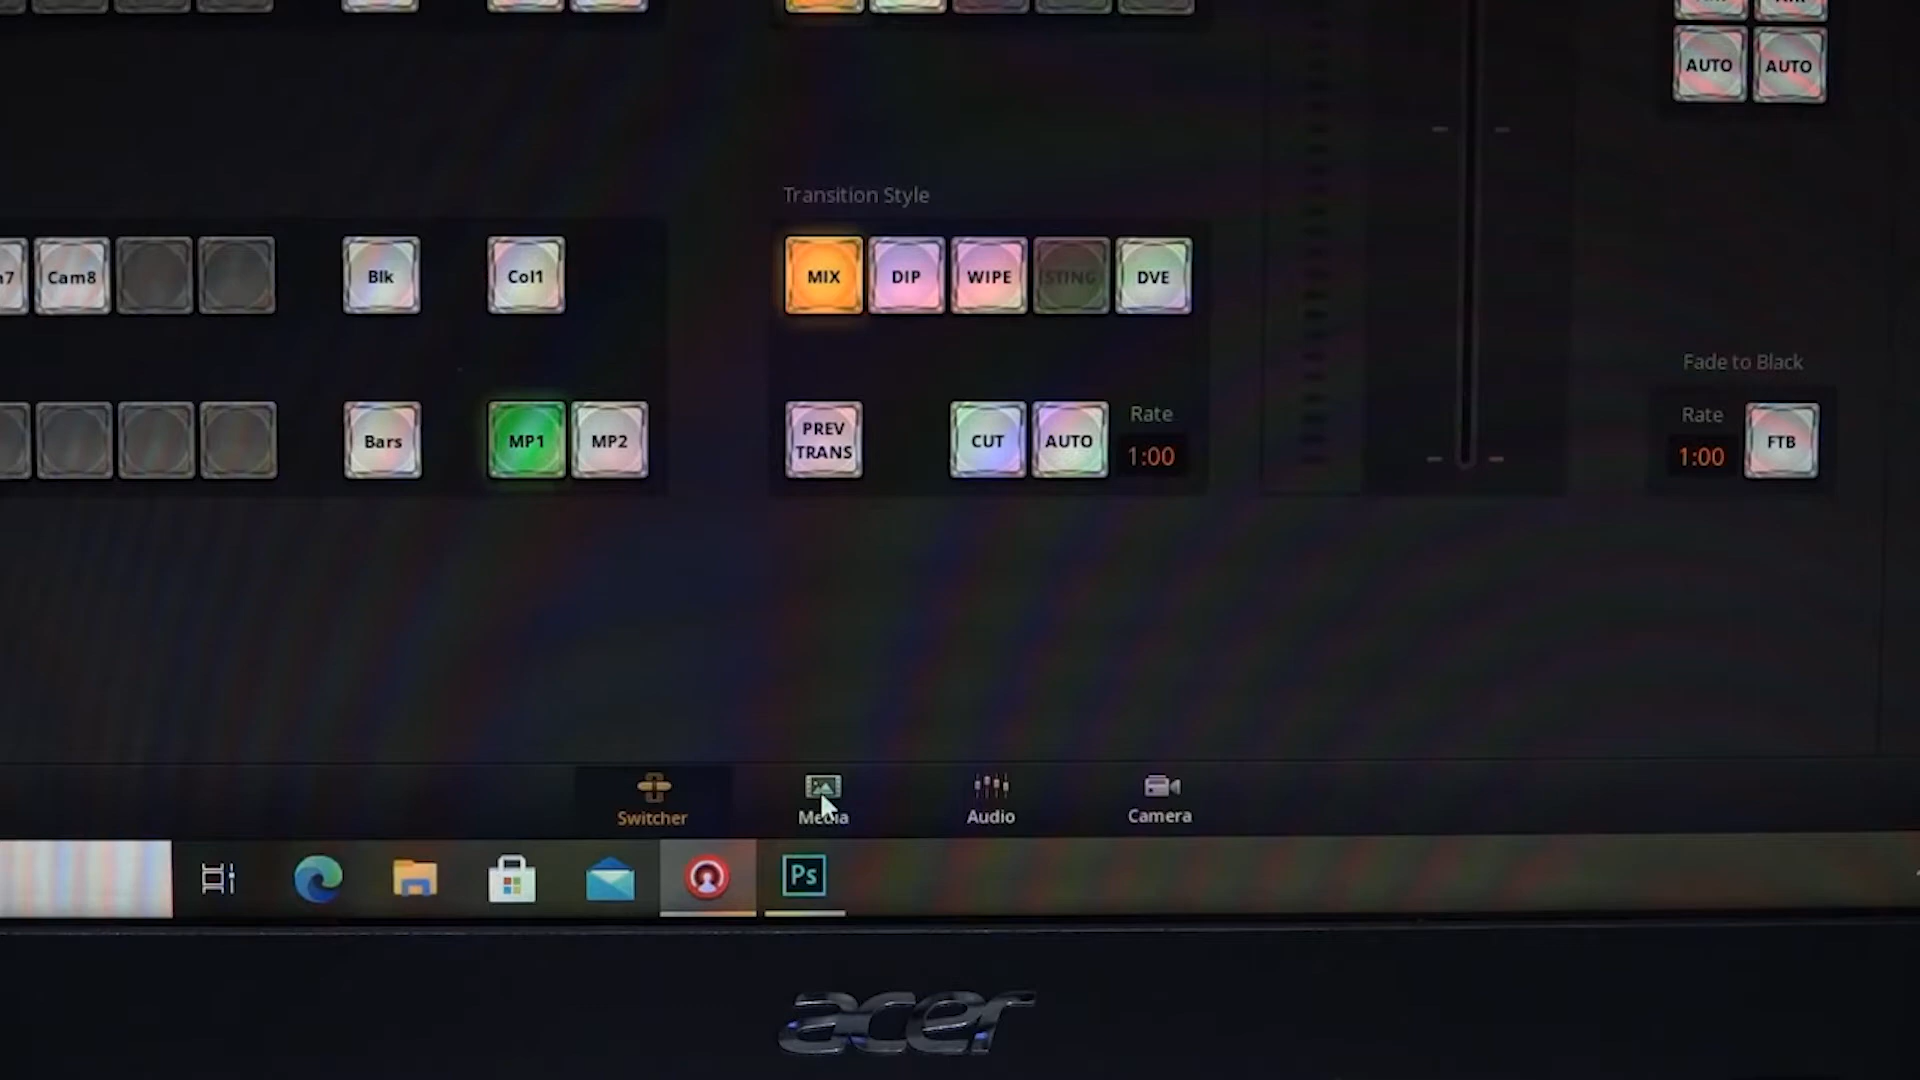 AUTO AUTO
Transition Style
Cam8 Blk Col1 MIX DIP WIPE STING DVE
Fade to Black
Bars MP1 MP2 PREV TRANS CUT AUTO Rate 1:00 Rate 1:00 FTB
Switcher Media Audio Camera
Ps
acer